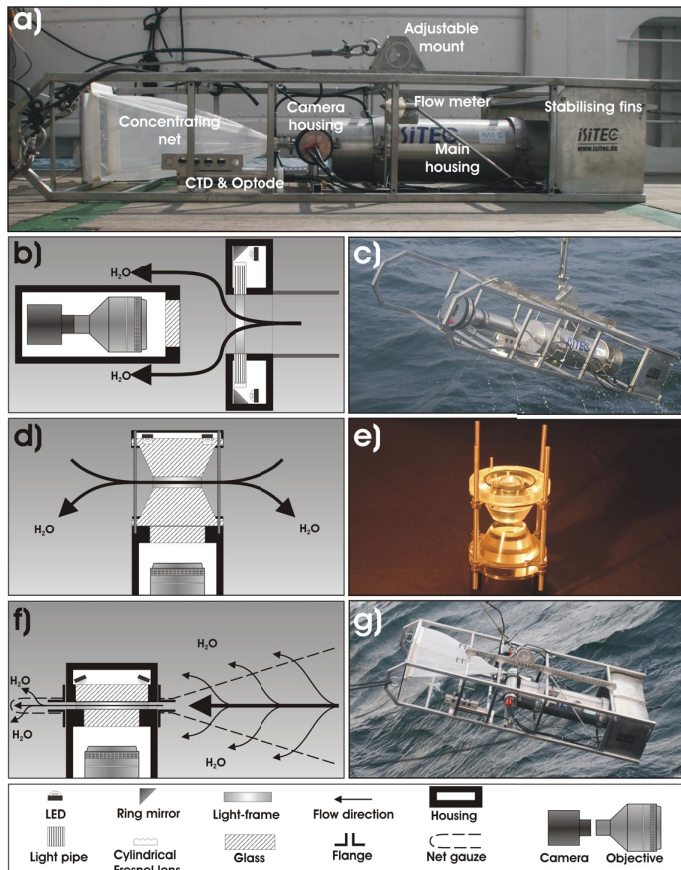 a)
Adjustable
mount
Concentrating
net
Camera
housing
Flow meter
Stabilising fins
iSiTEC
www.isitec.de
iSiTEC
Main
housing
CTD & Optode
b)
H₂O
H₂O
c)
iSiTEC
d)
H₂O
H₂O
e)
f)
H₂O
H₂O
H₂O
H₂O
g)
LED
Ring mirror
Light-frame
Flow direction
Housing
Light pipe
Cylindrical
Fresnel lens
Glass
Flange
Net gauze
Camera
Objective